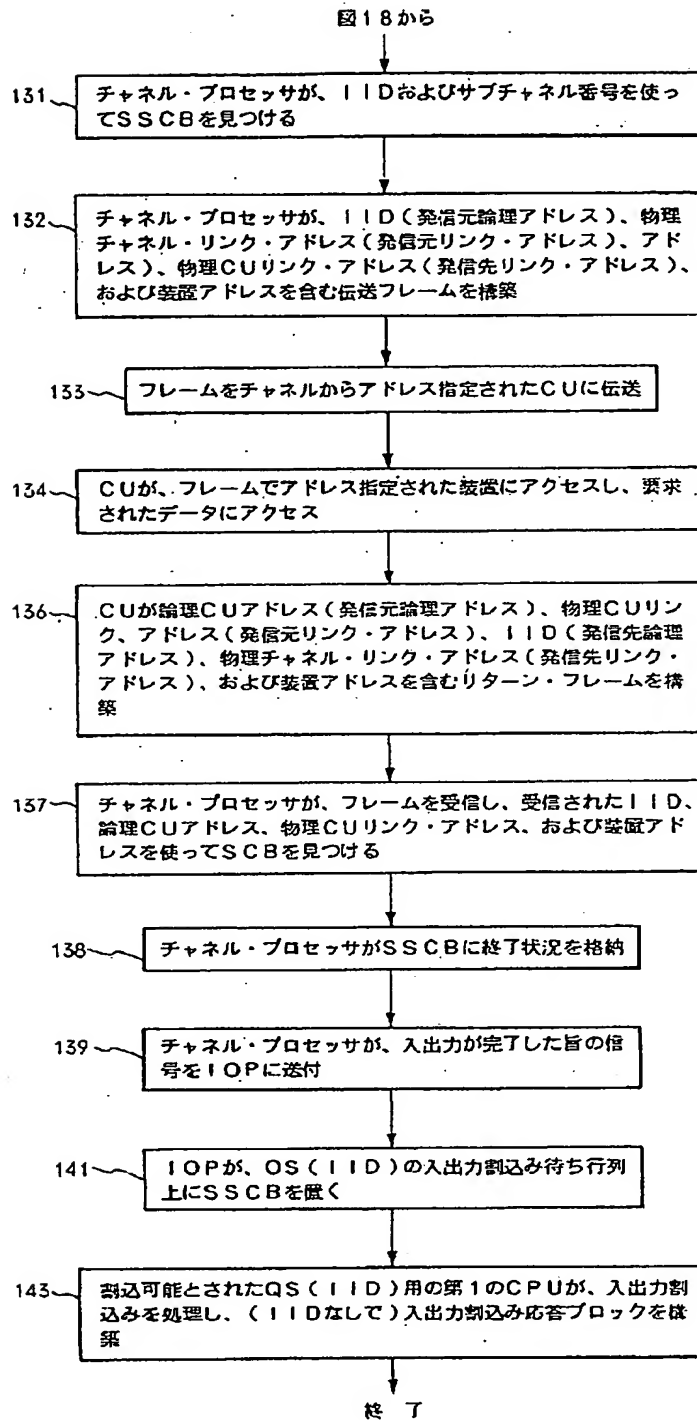 図18から
131
チャネル・プロセッサが、IIDおよびサブチャネル番号を使っ
てSSCBを見つける
132
チャネル・プロセッサが、IID(発信元論理アドレス)、物理
チャネル・リンク・アドレス(発信元リンク・アドレス)、アド
レス)、物理CUリンク・アドレス(発信先リンク・アドレス)、
および装置アドレスを含む伝送フレームを構築
133
フレームをチャネルからアドレス指定されたCUに伝送
134
CUが、フレームでアドレス指定された装置にアクセスし、要求
されたデータにアクセス
136
CUが論理CUアドレス(発信元論理アドレス)、物理CUリン
ク、アドレス(発信元リンク・アドレス)、IID(発信先論理
アドレス)、物理チャネル・リンク・アドレス(発信先リンク・
アドレス)、および装置アドレスを含むリターン・フレームを構
築
137
チャネル・プロセッサが、フレームを受信し、受信されたIID、
論理CUアドレス、物理CUリンク・アドレス、および装置アド
レスを使ってSCBを見つける
138
チャネル・プロセッサがSSCBに終了状況を格納
139
チャネル・プロセッサが、入出力が完了した旨の信
号をIOPに送付
141
IOPが、OS(IID)の入出力割込み待ち行列
上にSSCBを置く
143
割込可能とされたQS(IID)用の第1のCPUが、入出力割
込みを処理し、(IIDなしで)入出力割込み応答ブロックを構
築
終了